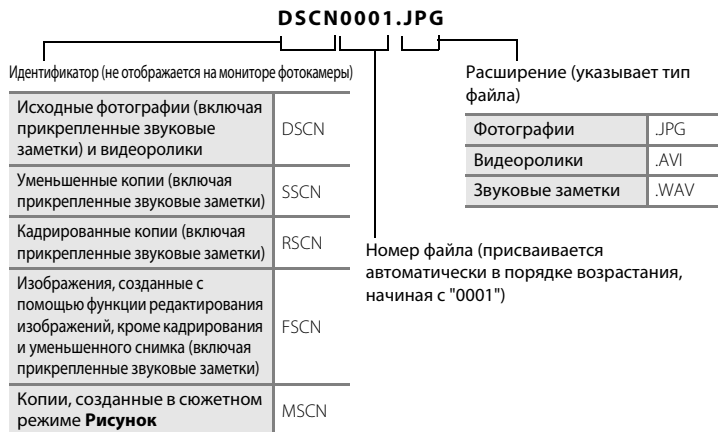 DSCN0001.JPG
Идентификатор (не отображается на мониторе фотокамеры)
Исходные фотографии (включая
прикрепленные звуковые
заметки) и видеоролики
DSCN
Уменьшенные копии (включая
прикрепленные звуковые заметки)
SSCN
Кадрированные копии (включая
прикрепленные звуковые заметки)
RSCN
Изображения, созданные с
помощью функции редактирования
изображений, кроме кадрирования
и уменьшенного снимка (включая
прикрепленные звуковые заметки)
FSCN
Копии, созданные в сюжетном
режиме Рисунок
MSCN
Расширение (указывает тип
файла)
Фотографии .JPG
Видеоролики .AVI
Звуковые заметки .WAV
Номер файла (присваивается
автоматически в порядке возрастания,
начиная с "0001")